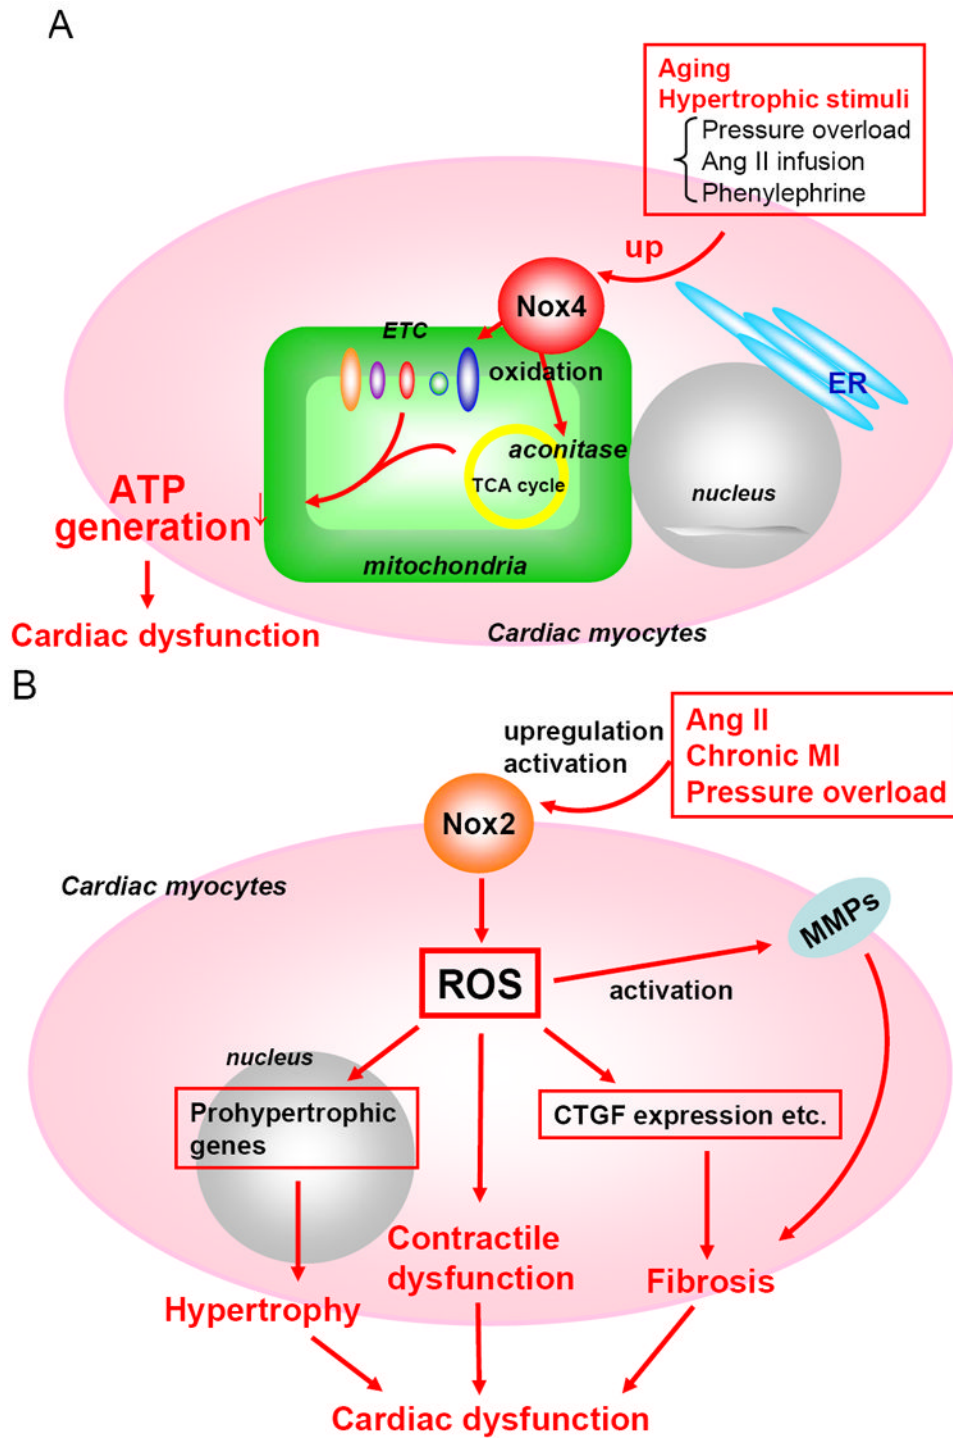 A
Aging
Hypertrophic stimuli
Pressure overload
Ang II infusion
Phenylephrine
up
Nox4
ETC
oxidation
ER
aconitase
TCA cycle
nucleus
ATP
generation↓
mitochondria
Cardiac dysfunction
Cardiac myocytes
B
Ang II
Chronic MI
Pressure overload
upregulation
activation
Nox2
Cardiac myocytes
MMPs
ROS
activation
nucleus
Prohypertrophic
genes
CTGF expression etc.
Contractile
dysfunction
Fibrosis
Hypertrophy
Cardiac dysfunction